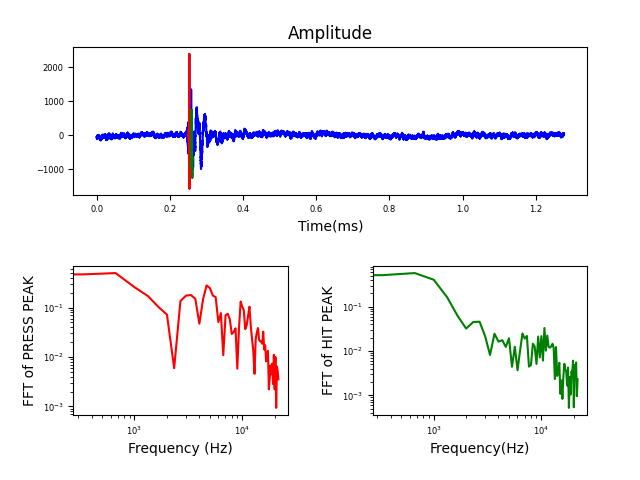 Amplitude
2000
1000
0
−1000
0.0 0.2 0.4 0.6 0.8 1.0 1.2
Time(ms)
FFT of PRESS PEAK
10⁻¹
10⁻²
10⁻³
10³ 10⁴
Frequency (Hz)
FFT of HIT PEAK
10⁻¹
10⁻²
10⁻³
10³ 10⁴
Frequency(Hz)